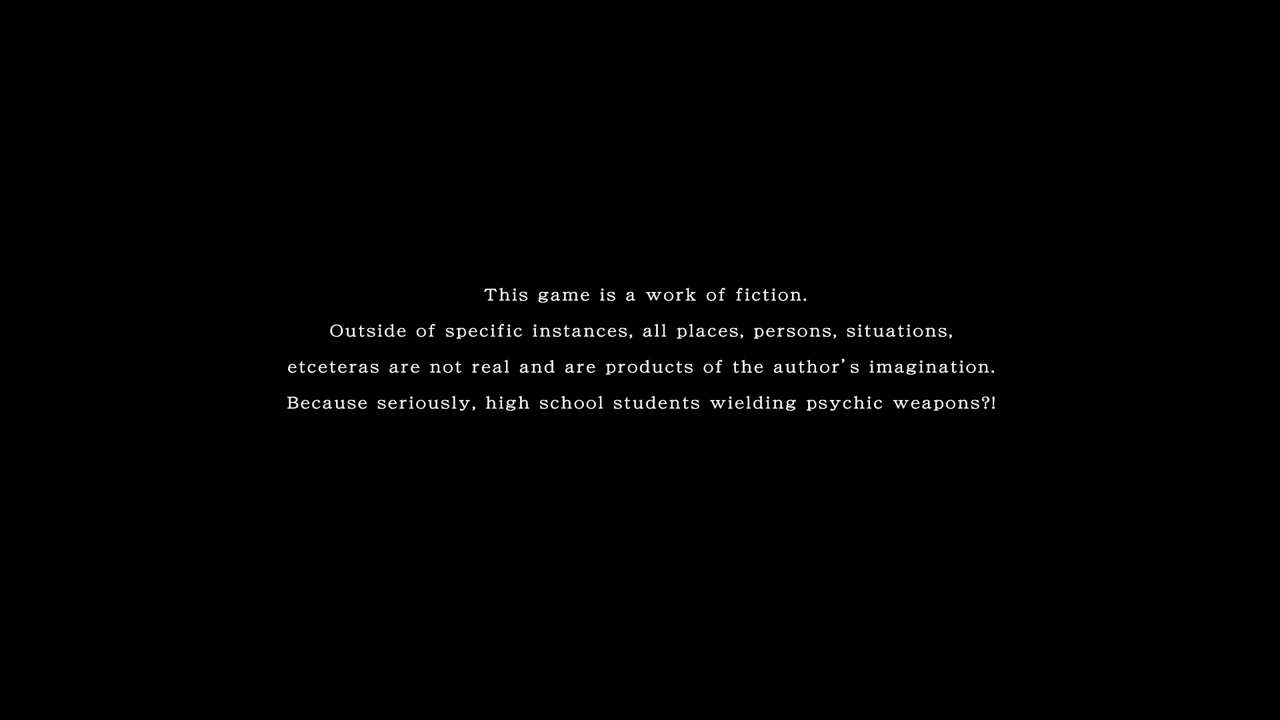 This game is a work of fiction.
Outside of specific instances, all places, persons, situations,
etceteras are not real and are products of the author’s imagination.
Because seriously, high school students wielding psychic weapons?!